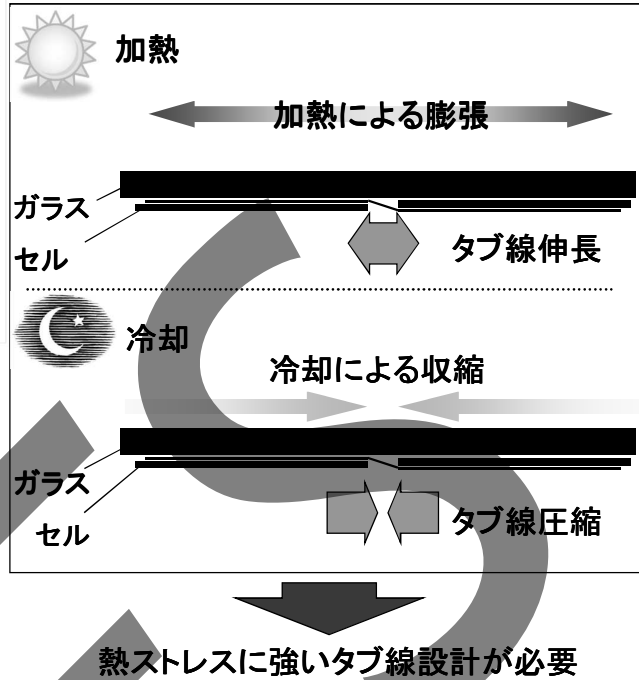 加熱
加熱による膨張
ガラス
セル
タブ線伸長
冷却
冷却による収縮
ガラス
セル
タブ線圧縮
熱ストレスに強いタブ線設計が必要